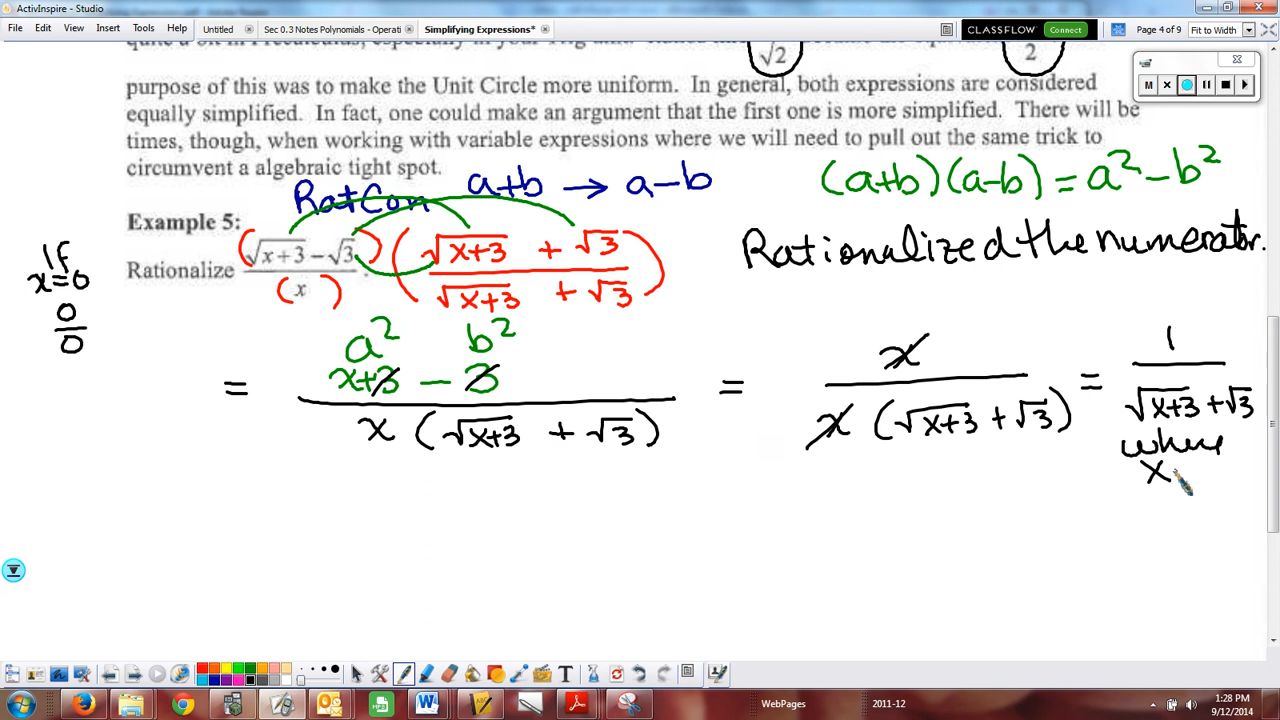 ActivInspire - Studio
File Edit View Insert Tools Help
Untitled
Sec 0.3 Notes Polynomials - Operati
Simplifying Expressions*
CLASSFLOW Connect
Page 4 of 9
Fit to Width
√2
2
purpose of this was to make the Unit Circle more uniform. In general, both expressions are considered
equally simplified. In fact, one could make an argument that the first one is more simplified. There will be
times, though, when working with variable expressions where we will need to pull out the same trick to
circumvent a algebraic tight spot.
RatCon a+b → a−b
(a+b)(a−b) = a² − b²
Example 5:
Rationalize (√x+3 − √3) / (x) (√x+3 + √3 / √x+3 + √3)
Rationalized the numerator.
If
x=0
0
0
a² b²
= x+3 − 3 / x (√x+3 + √3) = x / x (√x+3 + √3) = 1 / √x+3 + √3
where
x
M
T
WebPages
2011-12
1:28 PM
9/12/2014